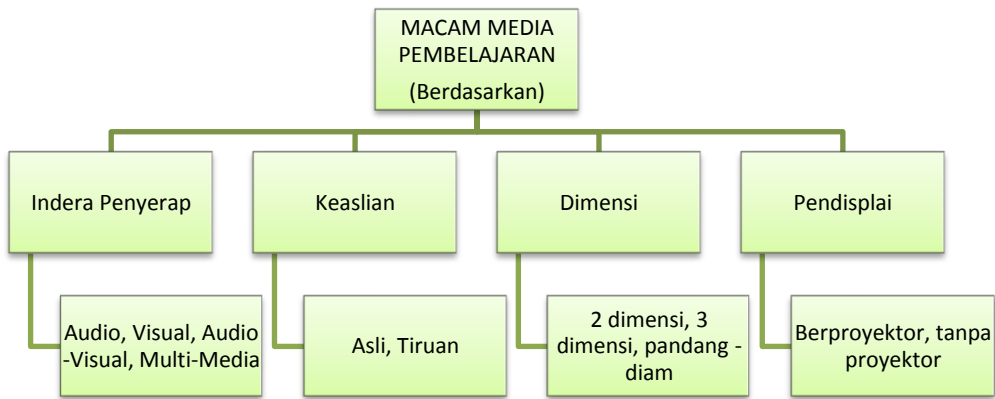 MACAM MEDIA
PEMBELAJARAN
(Berdasarkan)
Indera Penyerap
Keaslian
Dimensi
Pendisplai
Audio, Visual, Audio
-Visual, Multi-Media
Asli, Tiruan
2 dimensi, 3
dimensi, pandang -
diam
Berproyektor, tanpa
proyektor